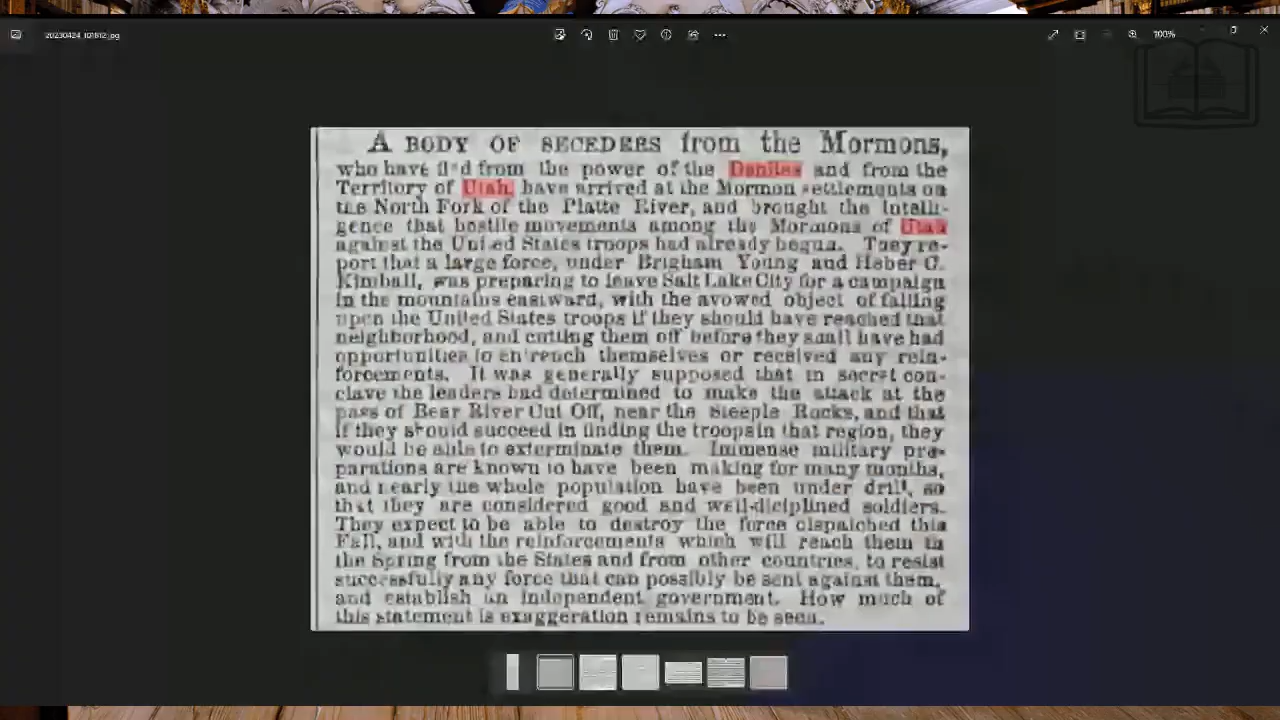 20230424_101812.jpg
100%
A BODY OF SECEDERS from the Mormons,
who have fled from the power of the Danites and from the
Territory of Utah, have arrived at the Mormon settlements on
the North Fork of the Platte River, and brought the intelli-
gence that hostile movements among the Mormons of Utah
against the United States troops had already begun. They re-
port that a large force, under Brigham Young and Heber C.
Kimball, was preparing to leave Salt Lake City for a campaign
in the mountains eastward, with the avowed object of falling
upon the United States troops if they should have reached that
neighborhood, and cutting them off before they shall have had
opportunities to entrench themselves or received any rein-
forcements. It was generally supposed that in secret con-
clave the leaders had determined to make the attack at the
pass of Bear River Cut Off, near the Steeple Rocks, and that
if they should succeed in finding the troops in that region, they
would be able to exterminate them. Immense military pre-
parations are known to have been making for many months,
and nearly the whole population have been under drill, so
that they are considered good and well-diciplined soldiers.
They expect to be able to destroy the force dispatched this
Fall, and with the reinforcements which will reach them in
the Spring from the States and from other countries, to resist
successfully any force that can possibly be sent against them,
and establish an independent government. How much of
this statement is exaggeration remains to be seen.